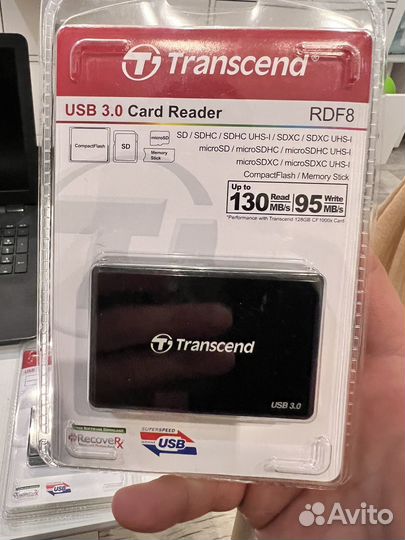 Transcend
USB 3.0 Card Reader
RDF8
CompactFlash
SD
microSD
Memory Stick
SD / SDHC / SDHC UHS-I / SDXC / SDXC UHS-I
microSD / microSDHC / microSDHC UHS-I
microSDXC / microSDXC UHS-I
CompactFlash / Memory Stick
Up to
130 Read MB/s 95 Write MB/s
*Performance with Transcend 128GB CF1000x Card
Transcend
USB 3.0
RecoveRx
SUPERSPEED
USB
USB
Avito